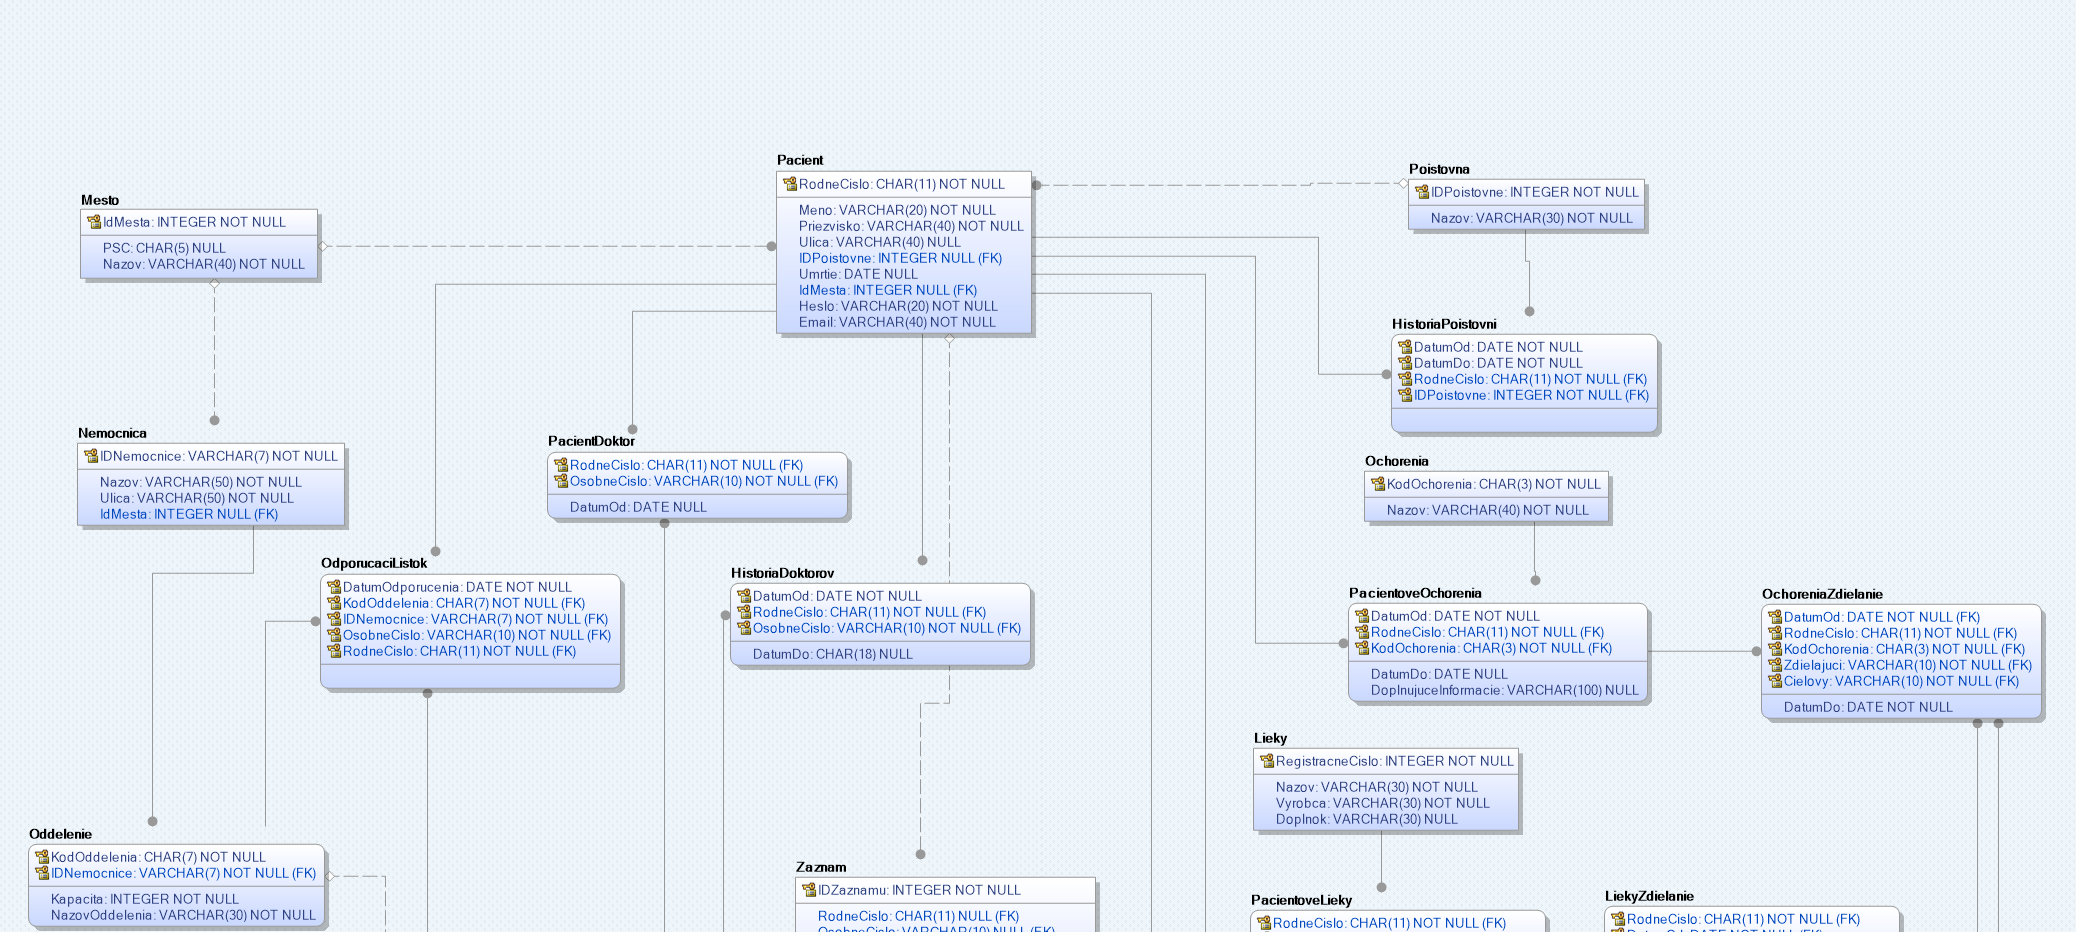 Pacient
RodneCislo: CHAR(11) NOT NULL
Meno: VARCHAR(20) NOT NULL
Priezvisko: VARCHAR(40) NOT NULL
Ulica: VARCHAR(40) NULL
IDPoistovne: INTEGER NULL (FK)
Umrtie: DATE NULL
IdMesta: INTEGER NULL (FK)
Heslo: VARCHAR(20) NOT NULL
Email: VARCHAR(40) NOT NULL
Poistovna
IDPoistovne: INTEGER NOT NULL
Nazov: VARCHAR(30) NOT NULL
Mesto
IdMesta: INTEGER NOT NULL
PSC: CHAR(5) NULL
Nazov: VARCHAR(40) NOT NULL
HistoriaPoistovni
DatumOd: DATE NOT NULL
DatumDo: DATE NOT NULL
RodneCislo: CHAR(11) NOT NULL (FK)
IDPoistovne: INTEGER NOT NULL (FK)
Nemocnica
IDNemocnice: VARCHAR(7) NOT NULL
Nazov: VARCHAR(50) NOT NULL
Ulica: VARCHAR(50) NOT NULL
IdMesta: INTEGER NULL (FK)
PacientDoktor
RodneCislo: CHAR(11) NOT NULL (FK)
OsobneCislo: VARCHAR(10) NOT NULL (FK)
DatumOd: DATE NULL
Ochorenia
KodOchorenia: CHAR(3) NOT NULL
Nazov: VARCHAR(40) NOT NULL
OdporucaciListok
DatumOdporucenia: DATE NOT NULL
KodOddelenia: CHAR(7) NOT NULL (FK)
IDNemocnice: VARCHAR(7) NOT NULL (FK)
OsobneCislo: VARCHAR(10) NOT NULL (FK)
RodneCislo: CHAR(11) NOT NULL (FK)
HistoriaDoktorov
DatumOd: DATE NOT NULL
RodneCislo: CHAR(11) NOT NULL (FK)
OsobneCislo: VARCHAR(10) NOT NULL (FK)
DatumDo: CHAR(18) NULL
PacientoveOchorenia
DatumOd: DATE NOT NULL
RodneCislo: CHAR(11) NOT NULL (FK)
KodOchorenia: CHAR(3) NOT NULL (FK)
DatumDo: DATE NULL
DoplnujuceInformacie: VARCHAR(100) NULL
OchoreniaZdielanie
DatumOd: DATE NOT NULL (FK)
RodneCislo: CHAR(11) NOT NULL (FK)
KodOchorenia: CHAR(3) NOT NULL (FK)
Zdielajuci: VARCHAR(10) NOT NULL (FK)
Cielovy: VARCHAR(10) NOT NULL (FK)
DatumDo: DATE NOT NULL
Lieky
RegistracneCislo: INTEGER NOT NULL
Nazov: VARCHAR(30) NOT NULL
Vyrobca: VARCHAR(30) NOT NULL
Doplnok: VARCHAR(30) NULL
Oddelenie
KodOddelenia: CHAR(7) NOT NULL
IDNemocnice: VARCHAR(7) NOT NULL (FK)
Kapacita: INTEGER NOT NULL
NazovOddelenia: VARCHAR(30) NOT NULL
Zaznam
IDZaznamu: INTEGER NOT NULL
RodneCislo: CHAR(11) NULL (FK)
OsobneCislo: VARCHAR(10) NULL (FK)
PacientoveLieky
RodneCislo: CHAR(11) NOT NULL (FK)
LiekyZdielanie
RodneCislo: CHAR(11) NOT NULL (FK)